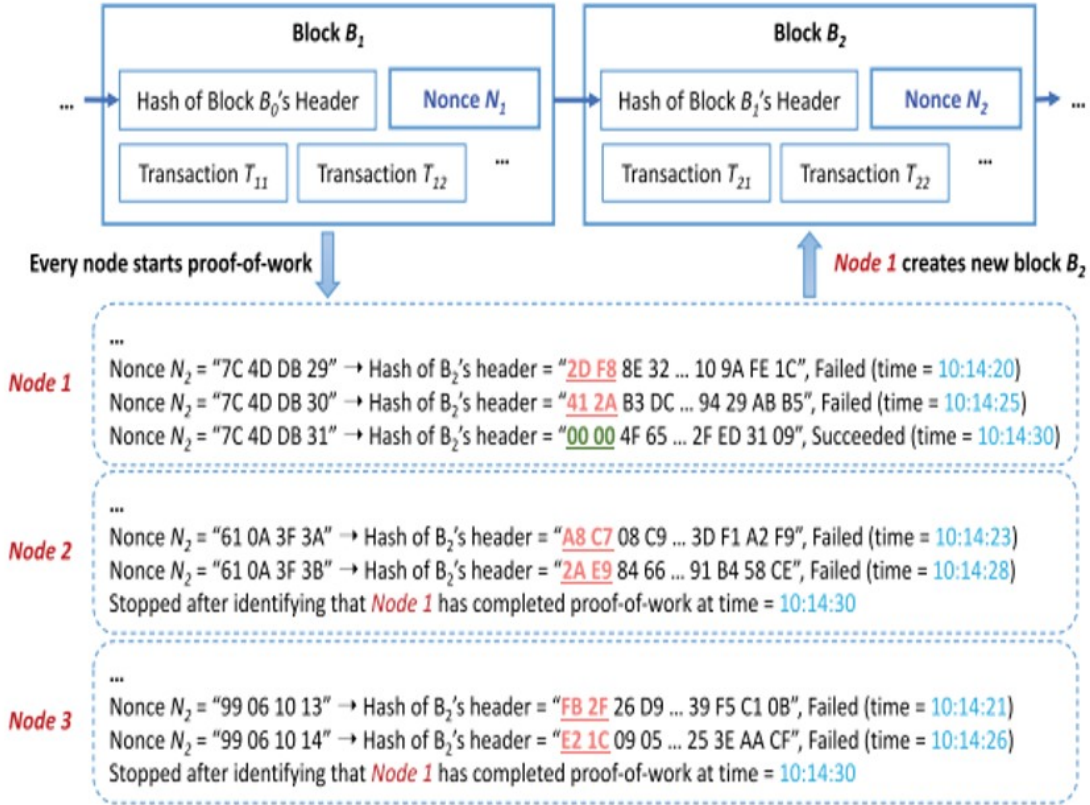 Block B₁
Block B₂
...
Hash of Block B₀'s Header
Nonce N₁
Hash of Block B₁'s Header
Nonce N₂
...
Transaction T₁₁
Transaction T₁₂
...
Transaction T₂₁
Transaction T₂₂
...
Every node starts proof-of-work
Node 1 creates new block B₂
Node 1
...
Nonce N₂ = “7C 4D DB 29” → Hash of B₂'s header = “2D F8 8E 32 ... 10 9A FE 1C”, Failed (time = 10:14:20)
Nonce N₂ = “7C 4D DB 30” → Hash of B₂'s header = “41 2A B3 DC ... 94 29 AB B5”, Failed (time = 10:14:25)
Nonce N₂ = “7C 4D DB 31” → Hash of B₂'s header = “00 00 4F 65 ... 2F ED 31 09”, Succeeded (time = 10:14:30)
Node 2
...
Nonce N₂ = “61 0A 3F 3A” → Hash of B₂'s header = “A8 C7 08 C9 ... 3D F1 A2 F9”, Failed (time = 10:14:23)
Nonce N₂ = “61 0A 3F 3B” → Hash of B₂'s header = “2A E9 84 66 ... 91 B4 58 CE”, Failed (time = 10:14:28)
Stopped after identifying that Node 1 has completed proof-of-work at time = 10:14:30
Node 3
...
Nonce N₂ = “99 06 10 13” → Hash of B₂'s header = “FB 2F 26 D9 ... 39 F5 C1 0B”, Failed (time = 10:14:21)
Nonce N₂ = “99 06 10 14” → Hash of B₂'s header = “E2 1C 09 05 ... 25 3E AA CF”, Failed (time = 10:14:26)
Stopped after identifying that Node 1 has completed proof-of-work at time = 10:14:30